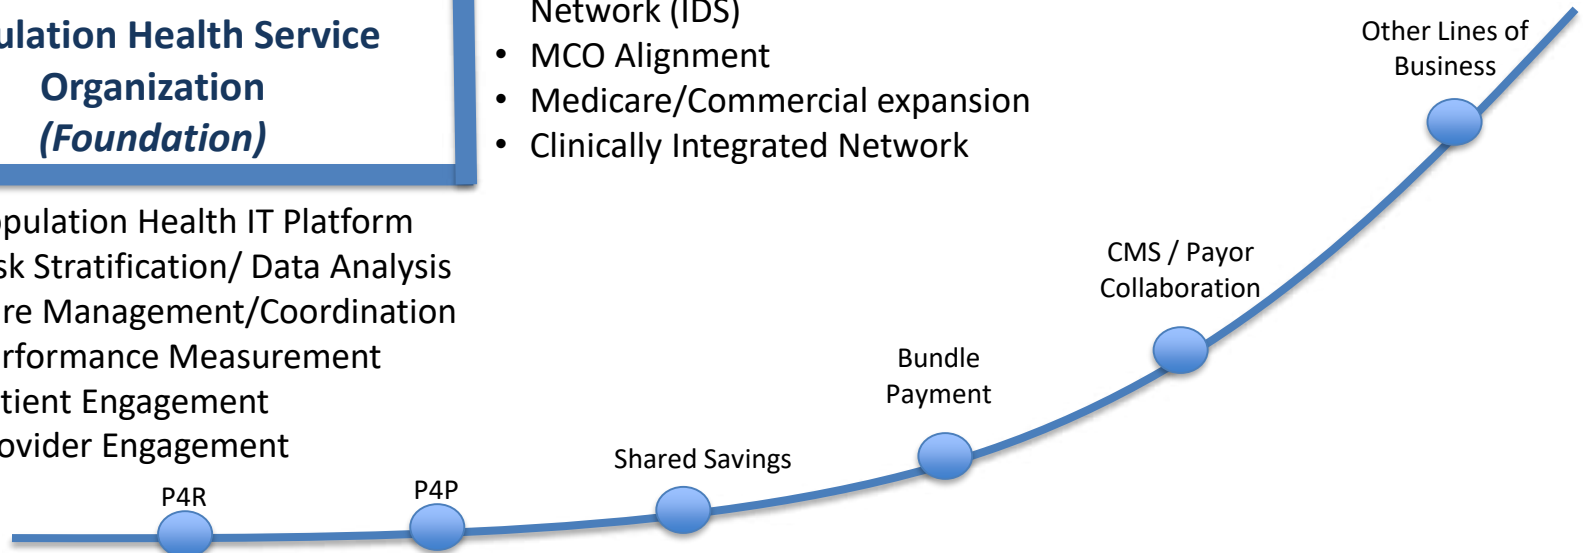 ulation Health Service
Organization
(Foundation)
Network (IDS)
• MCO Alignment
• Medicare/Commercial expansion
• Clinically Integrated Network
pulation Health IT Platform
sk Stratification/ Data Analysis
re Management/Coordination
rformance Measurement
tient Engagement
ovider Engagement
P4R
P4P
Shared Savings
Bundle
Payment
CMS / Payor
Collaboration
Other Lines of
Business